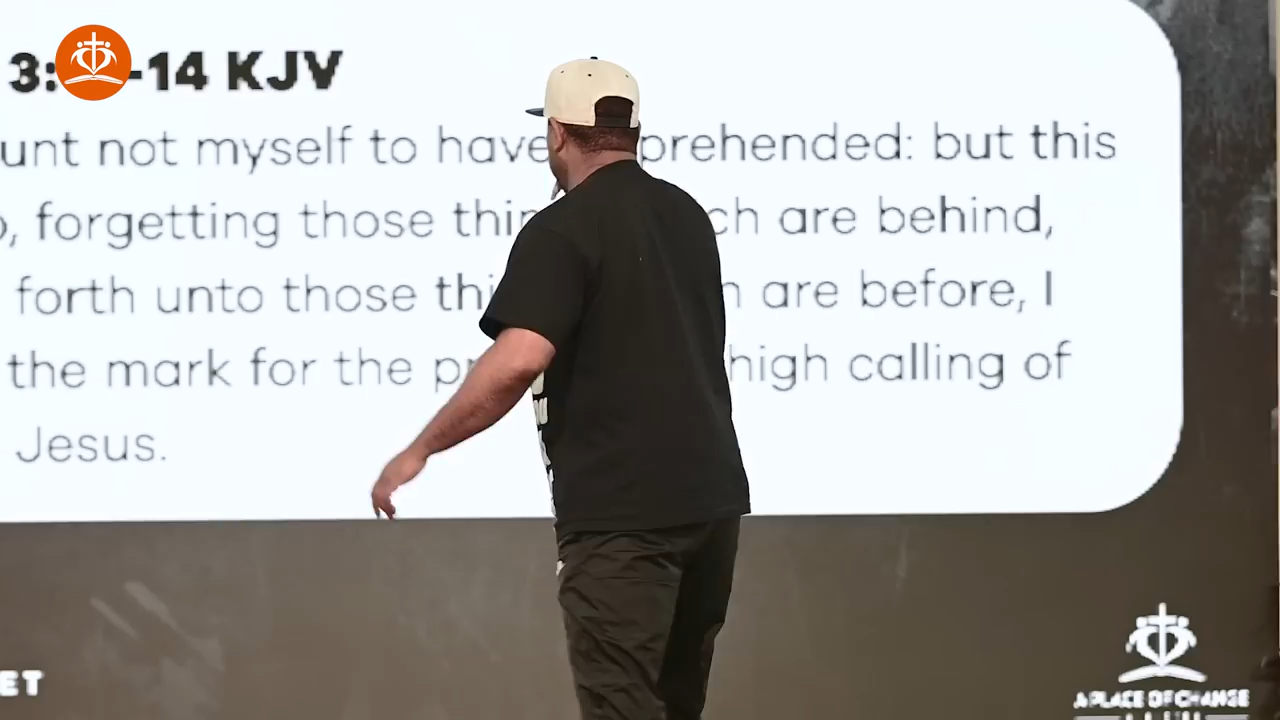 3: -14 KJV
unt not myself to have prehended: but this
, forgetting those thin ch are behind,
forth unto those thi are before, I
the mark for the p high calling of
Jesus.
ET
A PLACE OF CHANGE